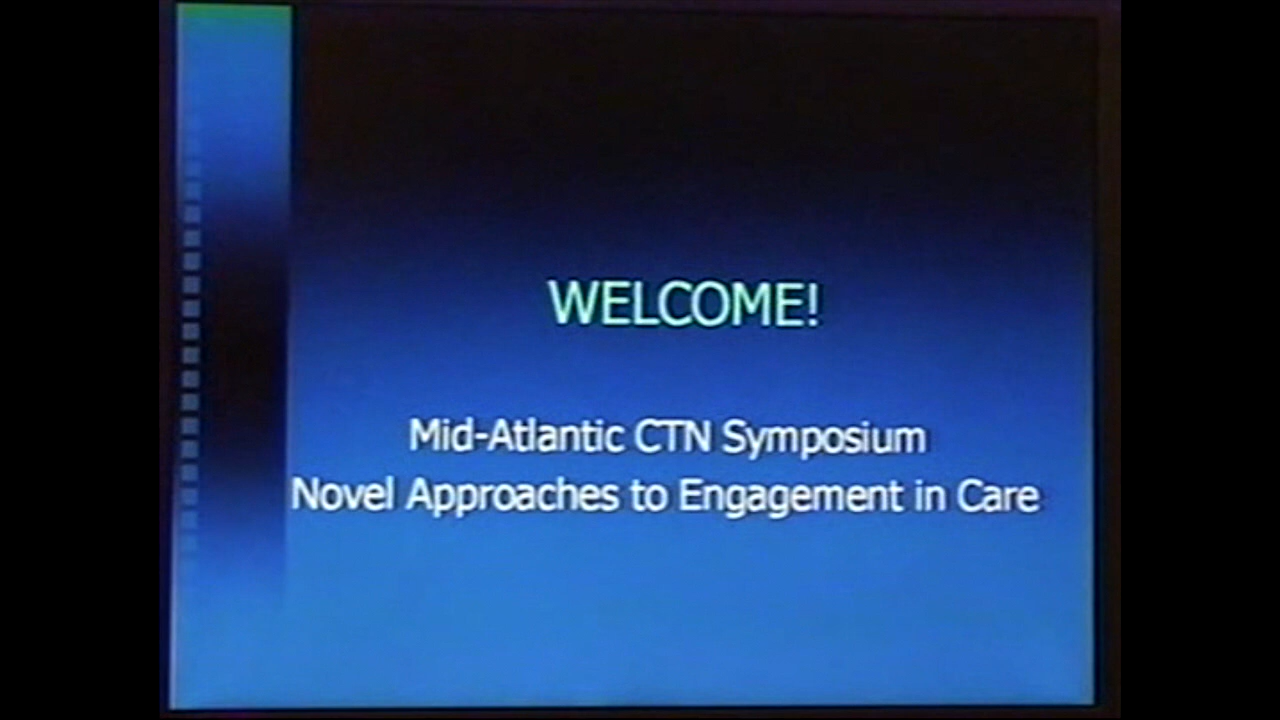 WELCOME!
Mid-Atlantic CTN Symposium
Novel Approaches to Engagement in Care